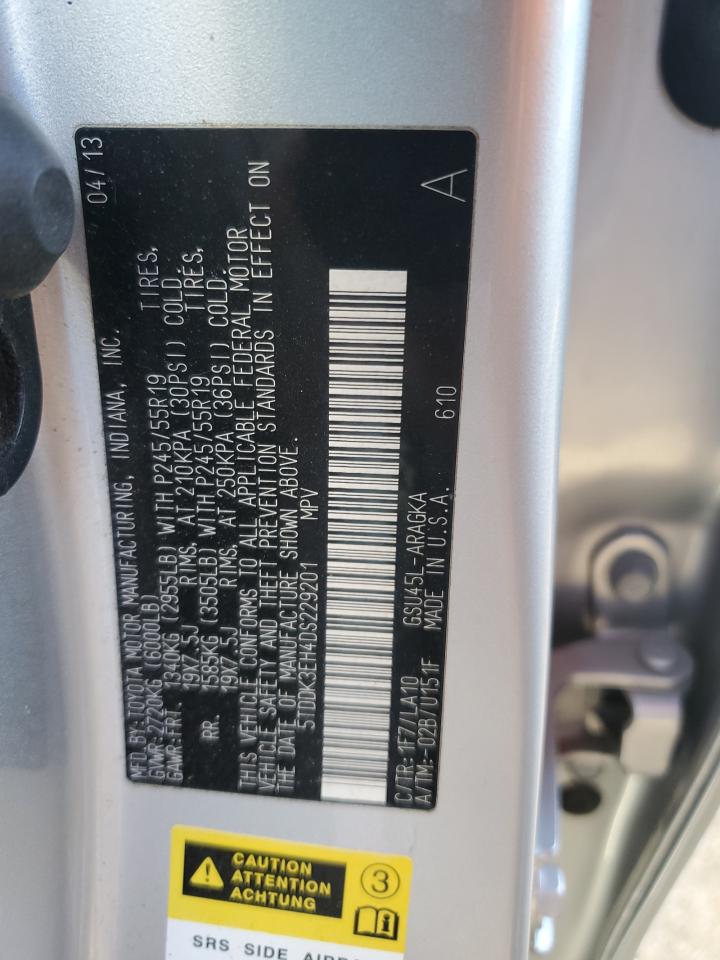 MFD.BY:TOYOTA MOTOR MANUFACTURING, INDIANA, INC. 04/13
GVWR:2720KG (6000LB)
GAWR:FRT. 1340KG (2955LB) WITH P245/55R19 TIRES,
19X7.5J RIMS, AT 210KPA (30PSI) COLD.
RR. 1585KG (3505LB) WITH P245/55R19 TIRES,
19X7.5J RIMS, AT 250KPA (36PSI) COLD.
THIS VEHICLE CONFORMS TO ALL APPLICABLE FEDERAL MOTOR
VEHICLE SAFETY AND THEFT PREVENTION STANDARDS IN EFFECT ON
THE DATE OF MANUFACTURE SHOWN ABOVE.
5TDDK3EH4DS229201 MPV
C/TR:1F7/LA10 GSU45L-ARAGKA
A/TM:-02B/U151F MADE IN U.S.A. 610 A
CAUTION
ATTENTION
ACHTUNG
3
SRS SIDE